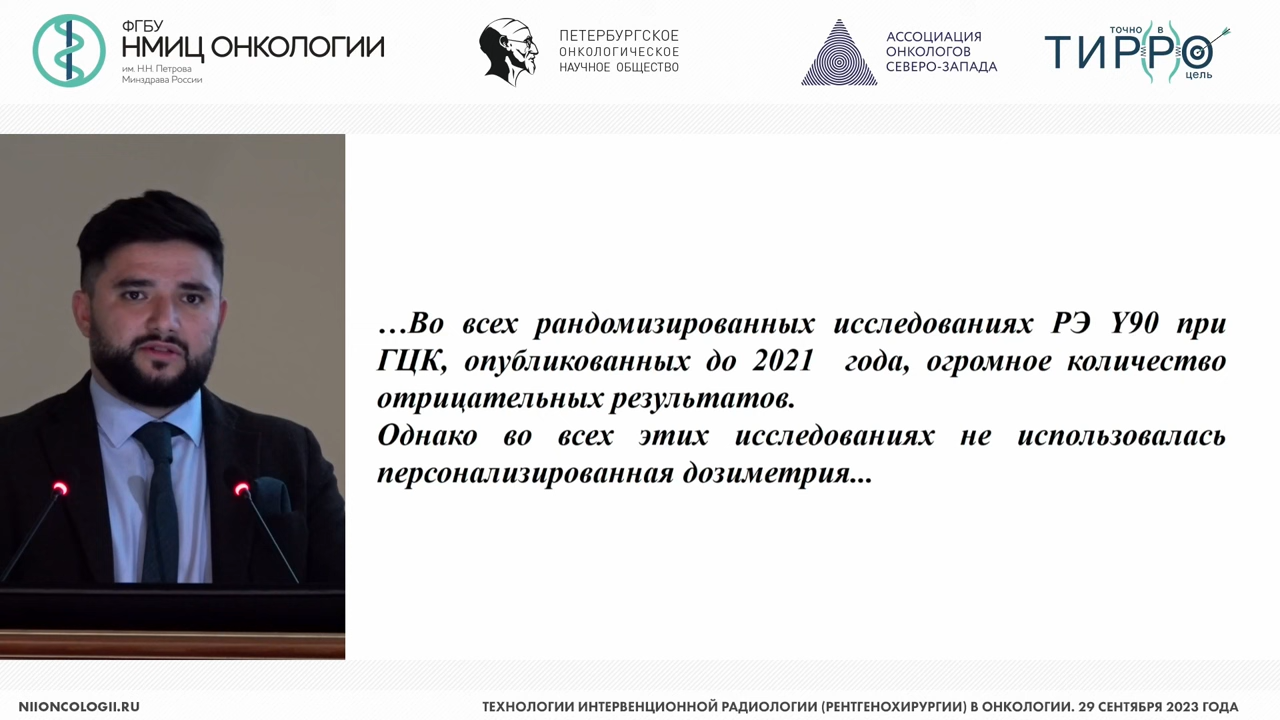 ФГБУ
НМИЦ ОНКОЛОГИИ
им. Н.Н. Петрова
Минздрава России
ПЕТЕРБУРГСКОЕ
ОНКОЛОГИЧЕСКОЕ
НАУЧНОЕ ОБЩЕСТВО
АССОЦИАЦИЯ
ОНКОЛОГОВ
СЕВЕРО-ЗАПАДА
ТОЧНО В
ТИРРО
цель
...Во всех рандомизированных исследованиях РЭ Y90 при
ГЦК, опубликованных до 2021 года, огромное количество
отрицательных результатов.
Однако во всех этих исследованиях не использовалась
персонализированная дозиметрия...
NIIONCOLOGII.RU
ТЕХНОЛОГИИ ИНТЕРВЕНЦИОННОЙ РАДИОЛОГИИ (РЕНТГЕНОХИРУРГИИ) В ОНКОЛОГИИ. 29 СЕНТЯБРЯ 2023 ГОДА